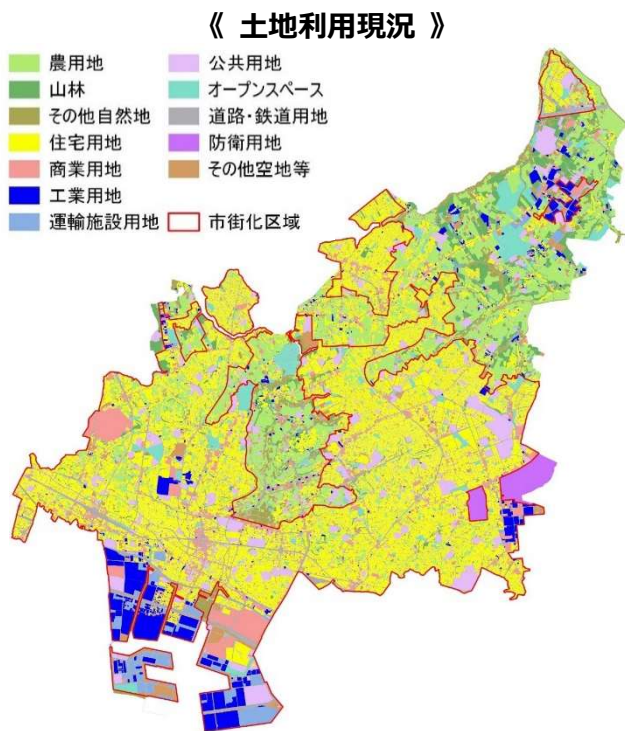 《 土地利用現況 》
農用地
山林
その他自然地
住宅用地
商業用地
工業用地
運輸施設用地
公共用地
オープンスペース
道路・鉄道用地
防衛用地
その他空地等
市街化区域